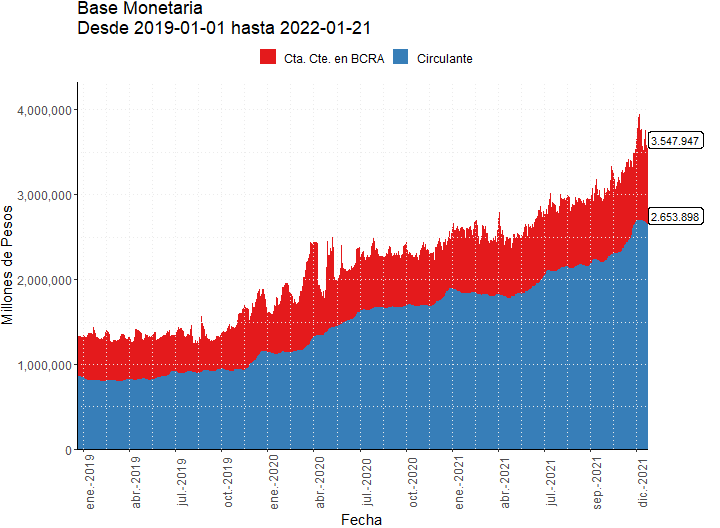 Base Monetaria
Desde 2019-01-01 hasta 2022-01-21
Cta. Cte. en BCRA
Circulante
Millones de Pesos
4,000,000
3,000,000
2,000,000
1,000,000
0
3.547.947
2.653.898
ene.-2019
abr.-2019
jul.-2019
oct.-2019
ene.-2020
abr.-2020
jul.-2020
oct.-2020
ene.-2021
abr.-2021
jul.-2021
sep.-2021
dic.-2021
Fecha